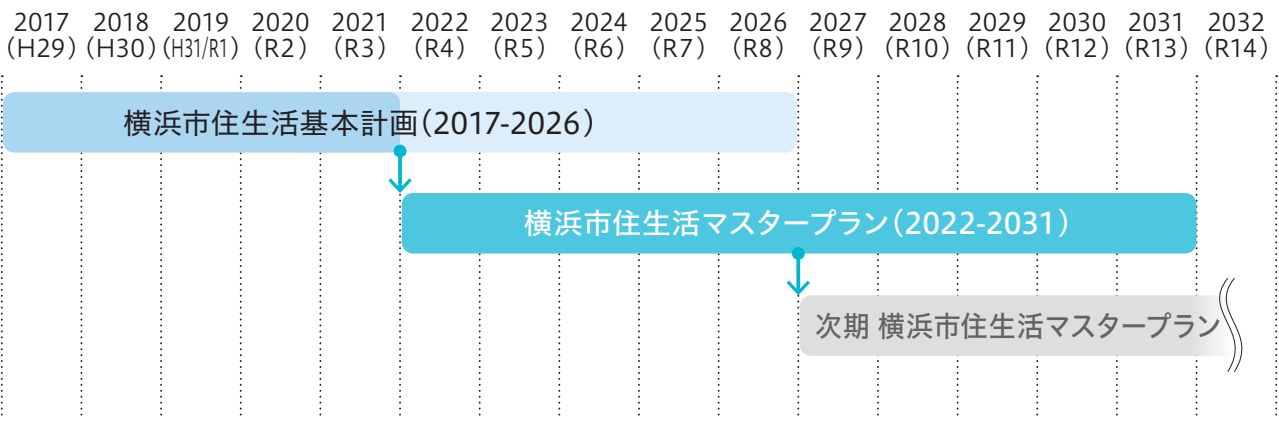 2017 2018 2019 2020 2021 2022 2023 2024 2025 2026 2027 2028 2029 2030 2031 2032
(H29) (H30) (H31/R1) (R2) (R3) (R4) (R5) (R6) (R7) (R8) (R9) (R10) (R11) (R12) (R13) (R14)
横浜市住生活基本計画(2017-2026)
横浜市住生活マスタープラン(2022-2031)
次期 横浜市住生活マスタープラン